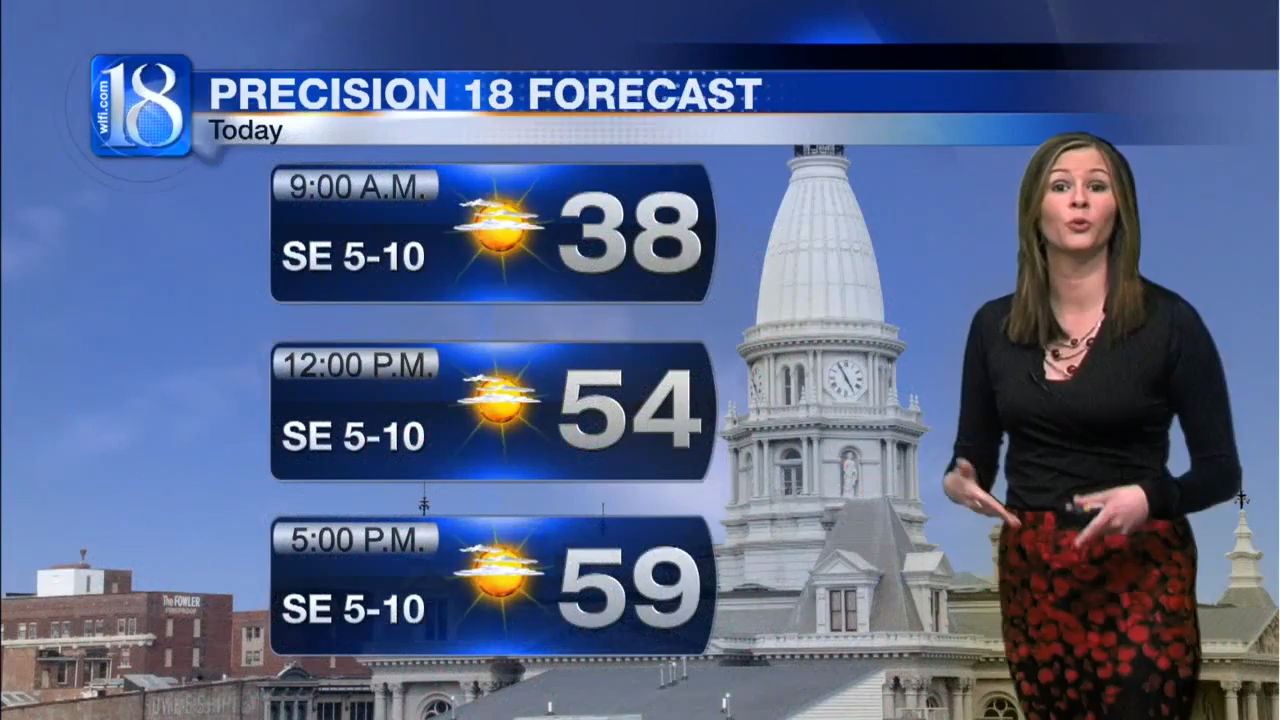 wlfi.com
18
PRECISION 18 FORECAST
Today
9:00 A.M.
SE 5-10
38
12:00 P.M.
SE 5-10
54
5:00 P.M.
SE 5-10
59
The FOWLER
FIREPROOF